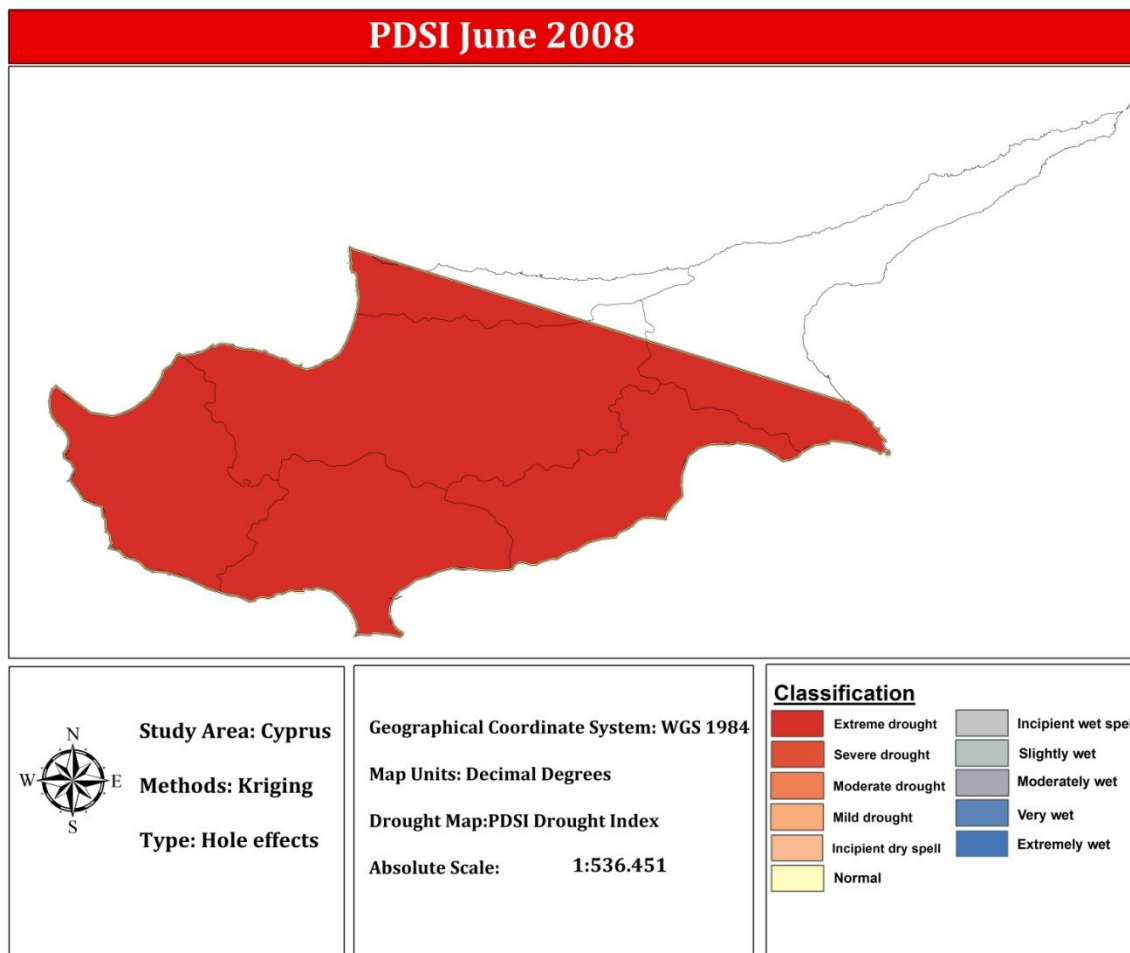 PDSI June 2008
N
W E
S
Study Area: Cyprus
Methods: Kriging
Type: Hole effects
Geographical Coordinate System: WGS 1984
Map Units: Decimal Degrees
Drought Map:PDSI Drought Index
Absolute Scale: 1:536.451
Classification
Extreme drought
Severe drought
Moderate drought
Mild drought
Incipient dry spell
Normal
Incipient wet spel
Slightly wet
Moderately wet
Very wet
Extremely wet